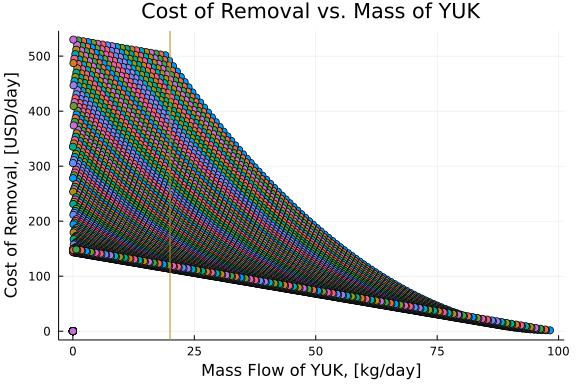 Cost of Removal vs. Mass of YUK
Cost of Removal, [USD/day]
500
400
300
200
100
0
0 25 50 75 100
Mass Flow of YUK, [kg/day]